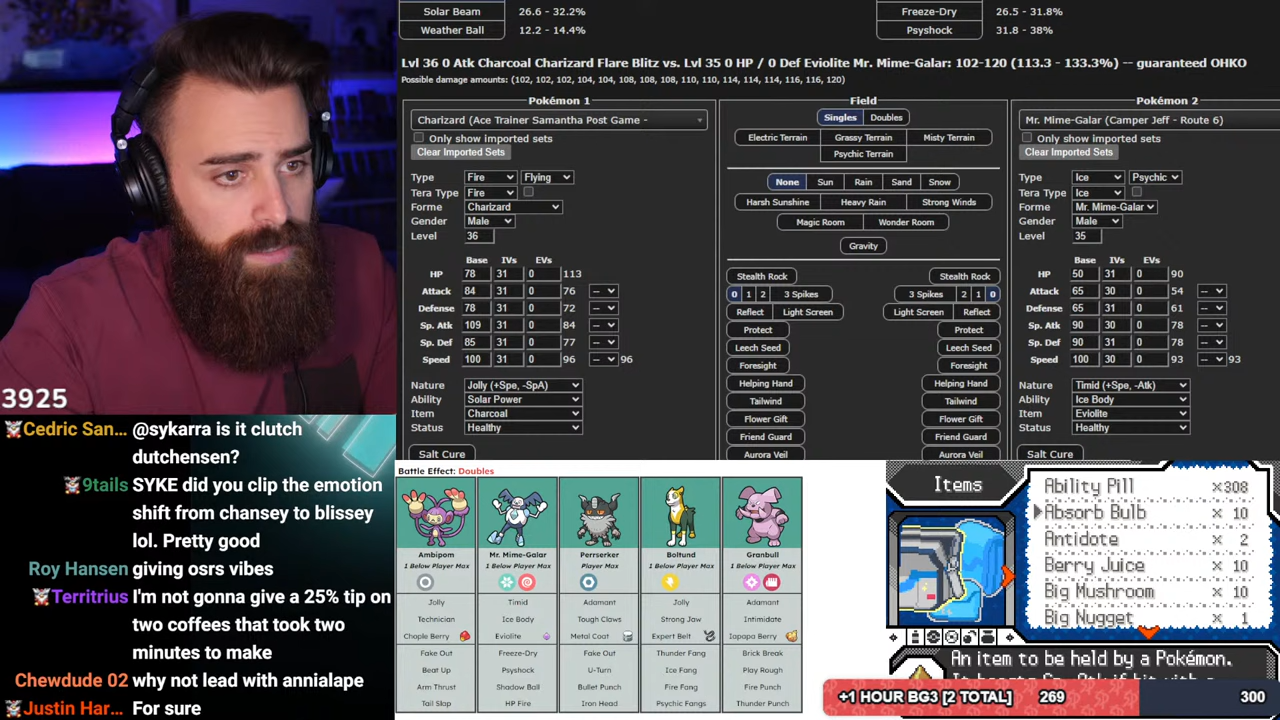 Solar Beam 26.6 - 32.2%
Weather Ball 12.2 - 14.4%
Freeze-Dry 26.5 - 31.8%
Psyshock 31.8 - 38%
Lvl 36 0 Atk Charcoal Charizard Flare Blitz vs. Lvl 35 0 HP / 0 Def Eviolite Mr. Mime-Galar: 102-120 (113.3 - 133.3%) -- guaranteed OHKO
Possible damage amounts: (102, 102, 102, 104, 104, 108, 108, 108, 110, 110, 114, 114, 114, 116, 116, 120)
Pokémon 1
Charizard (Ace Trainer Samantha Post Game -
Only show imported sets
Clear Imported Sets
Type Fire Flying
Tera Type Fire
Forme Charizard
Gender Male
Level 36
Base IVs EVs
HP 78 31 0 113
Attack 84 31 0 76 --
Defense 78 31 0 72 --
Sp. Atk 109 31 0 84 --
Sp. Def 85 31 0 77 --
Speed 100 31 0 96 -- 96
Nature Jolly (+Spe, -SpA)
Ability Solar Power
Item Charcoal
Status Healthy
Salt Cure
Field
Singles Doubles
Electric Terrain Grassy Terrain Misty Terrain
Psychic Terrain
None Sun Rain Sand Snow
Harsh Sunshine Heavy Rain Strong Winds
Magic Room Wonder Room
Gravity
Stealth Rock Stealth Rock
0 1 2 3 Spikes 3 Spikes 2 1 0
Reflect Light Screen Light Screen Reflect
Protect Protect
Leech Seed Leech Seed
Foresight Foresight
Helping Hand Helping Hand
Tailwind Tailwind
Flower Gift Flower Gift
Friend Guard Friend Guard
Aurora Veil Aurora Veil
Pokémon 2
Mr. Mime-Galar (Camper Jeff - Route 6)
Only show imported sets
Clear Imported Sets
Type Ice Psychic
Tera Type Ice
Forme Mr. Mime-Galar
Gender Male
Level 35
Base IVs EVs
HP 50 31 0 90
Attack 65 30 0 54 --
Defense 65 31 0 61 --
Sp. Atk 90 30 0 78 --
Sp. Def 90 31 0 78 --
Speed 100 30 0 93 -- 93
Nature Timid (+Spe, -Atk)
Ability Ice Body
Item Eviolite
Status Healthy
Salt Cure
3925
Cedric San... @sykarra is it clutch
dutchensen?
9tails SYKE did you clip the emotion
shift from chansey to blissey
lol. Pretty good
Roy Hansen giving osrs vibes
Territrius I'm not gonna give a 25% tip on
two coffees that took two
minutes to make
Chewdude 02 why not lead with annialape
Justin Har... For sure
Battle Effect: Doubles
Ambipom Mr. Mime-Galar Perrserker Boltund Granbull
1 Below Player Max 1 Below Player Max 1 Below Player Max 1 Below Player Max 1 Below Player Max
Jolly Timid Adamant Jolly Adamant
Technician Ice Body Tough Claws Strong Jaw Intimidate
Chople Berry Eviolite Metal Coat Expert Belt Iapapa Berry
Fake Out Freeze-Dry Fake Out Thunder Fang Brick Break
Beat Up Psyshock U-Turn Ice Fang Play Rough
Arm Thrust Shadow Ball Bullet Punch Fire Fang Fire Punch
Tail Slap HP Fire Iron Head Psychic Fangs Thunder Punch
Items
Ability Pill ×308
Absorb Bulb × 10
Antidote × 2
Berry Juice × 10
Big Mushroom × 10
Big Nugget × 1
An item to be held by a Pokémon.
+1 HOUR BG3 [2 TOTAL] 269 300